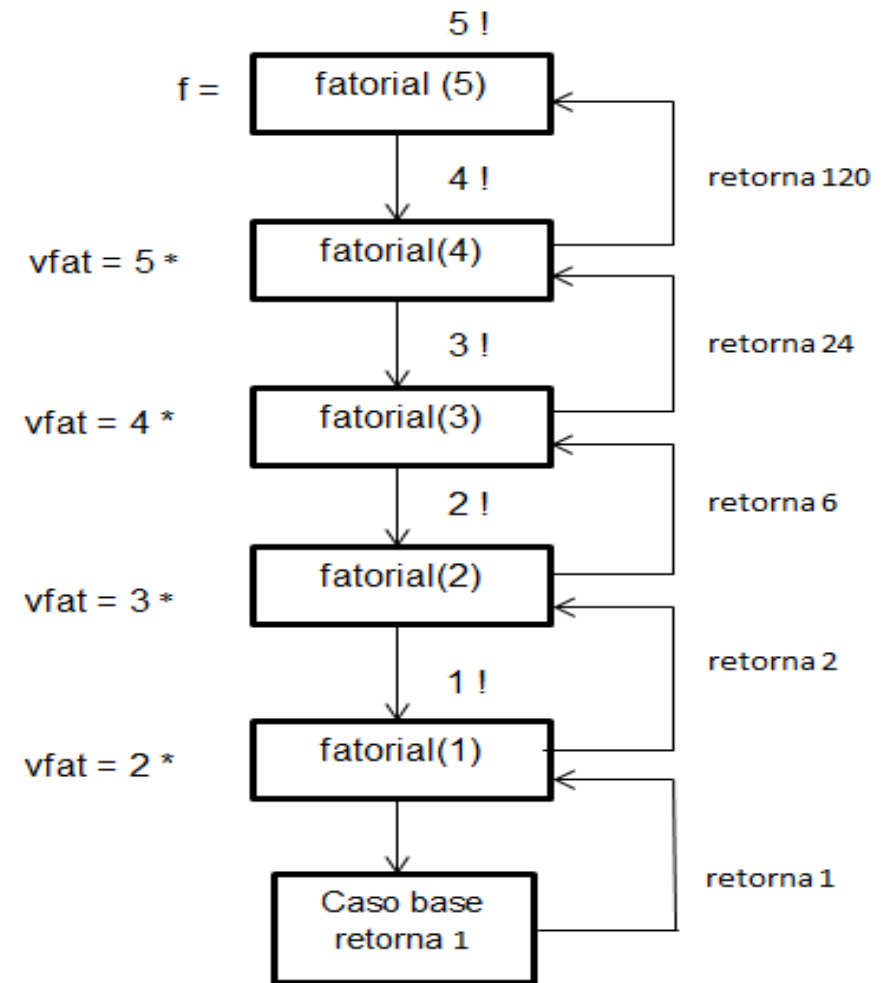 5 !
f =
fatorial (5)
4 !
retorna 120
vfat = 5 *
fatorial(4)
3 !
retorna 24
vfat = 4 *
fatorial(3)
2 !
retorna 6
vfat = 3 *
fatorial(2)
1 !
retorna 2
vfat = 2 *
fatorial(1)
retorna 1
Caso base
retorna 1